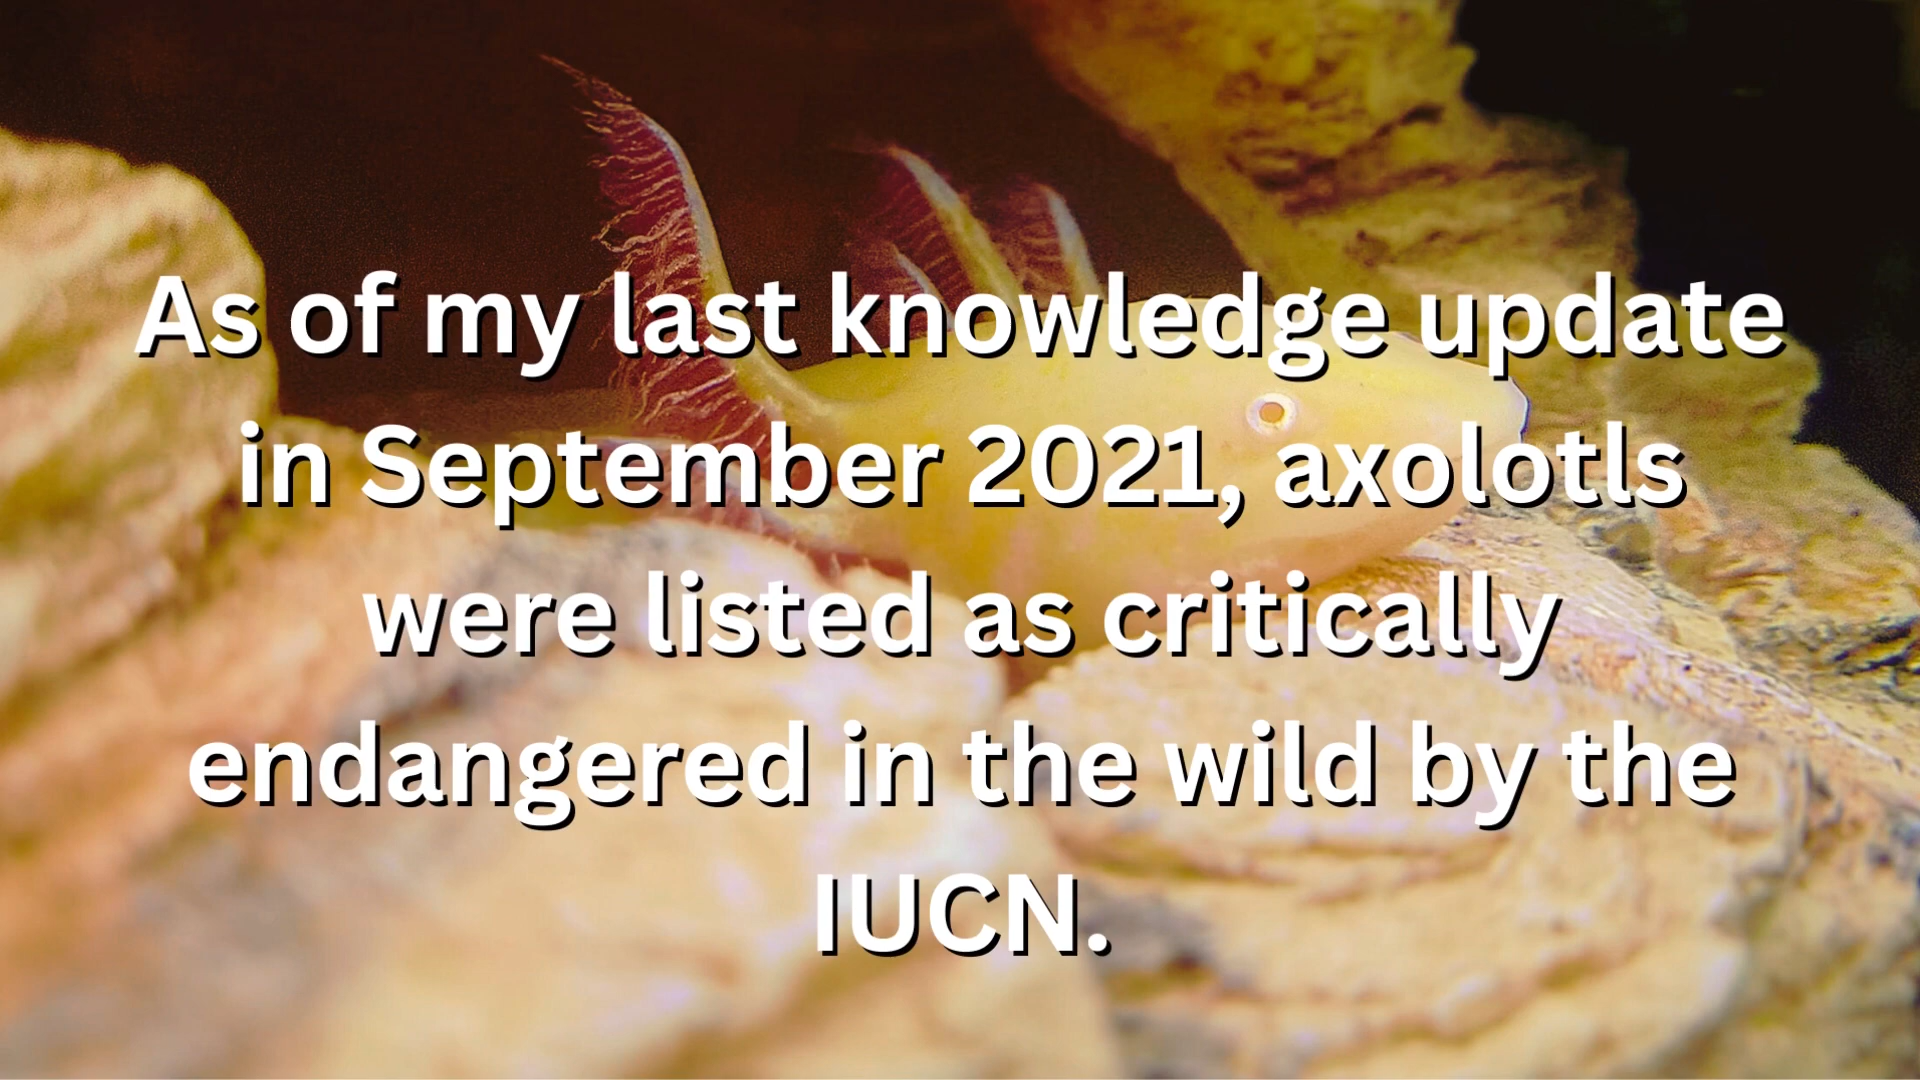 As of my last knowledge update
in September 2021, axolotls
were listed as critically
endangered in the wild by the
IUCN.